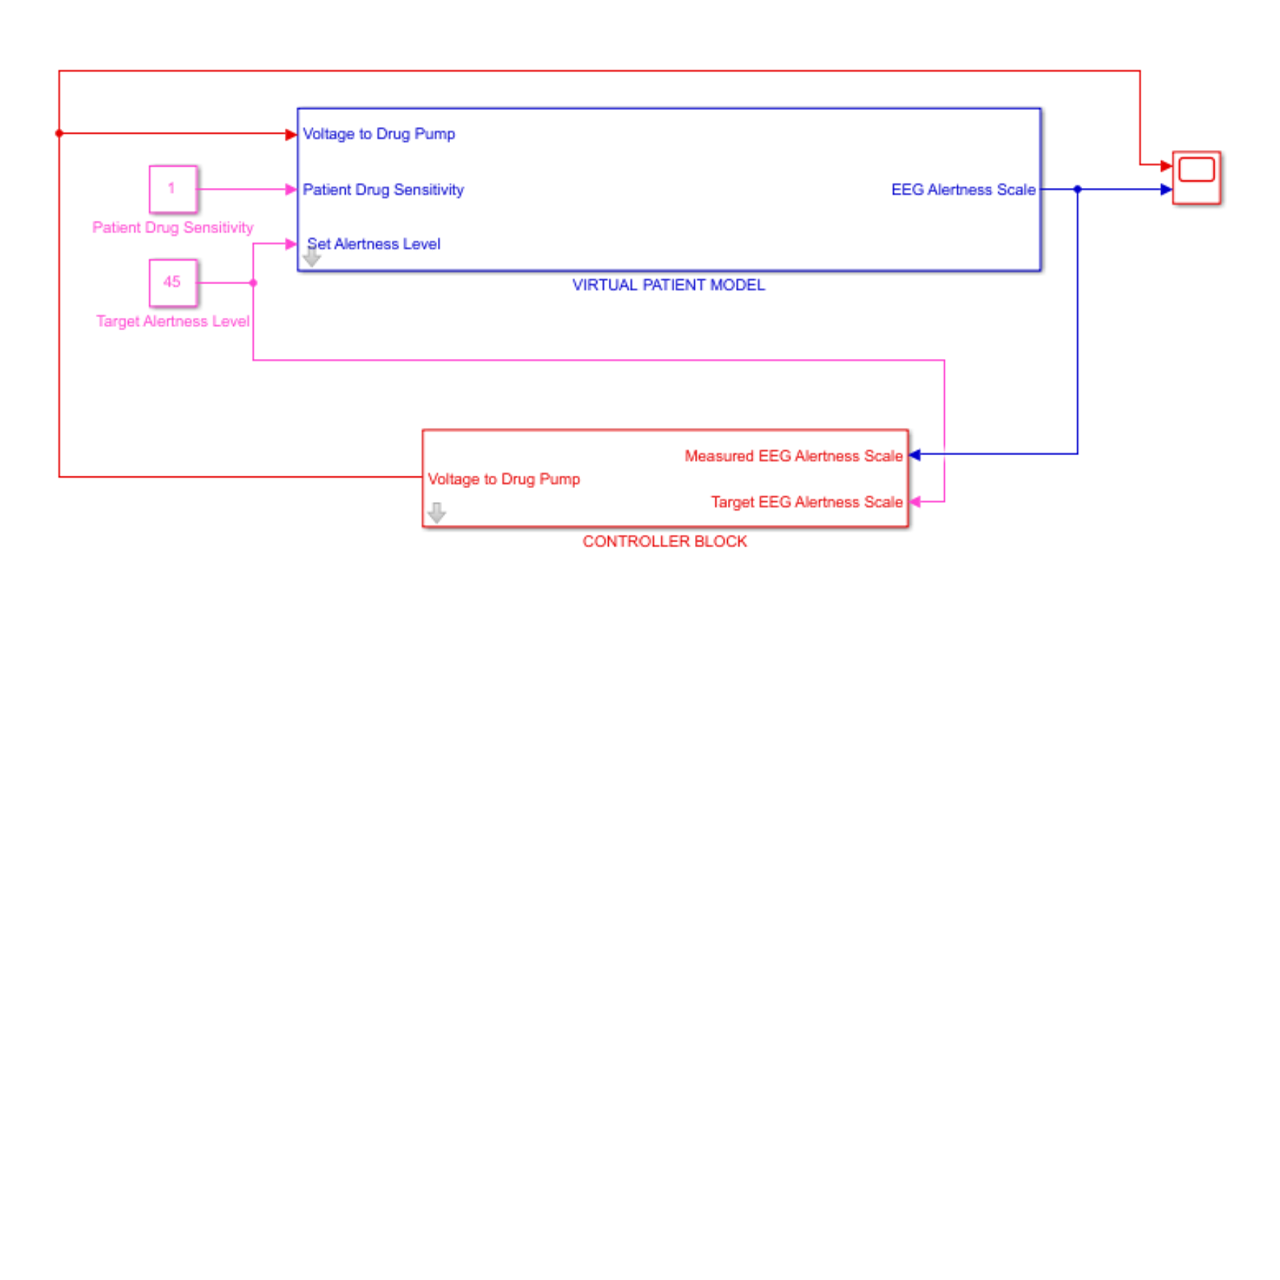 Voltage to Drug Pump
1
Patient Drug Sensitivity
EEG Alertness Scale
Patient Drug Sensitivity
Set Alertness Level
45
VIRTUAL PATIENT MODEL
Target Alertness Level
Measured EEG Alertness Scale
Voltage to Drug Pump
Target EEG Alertness Scale
CONTROLLER BLOCK